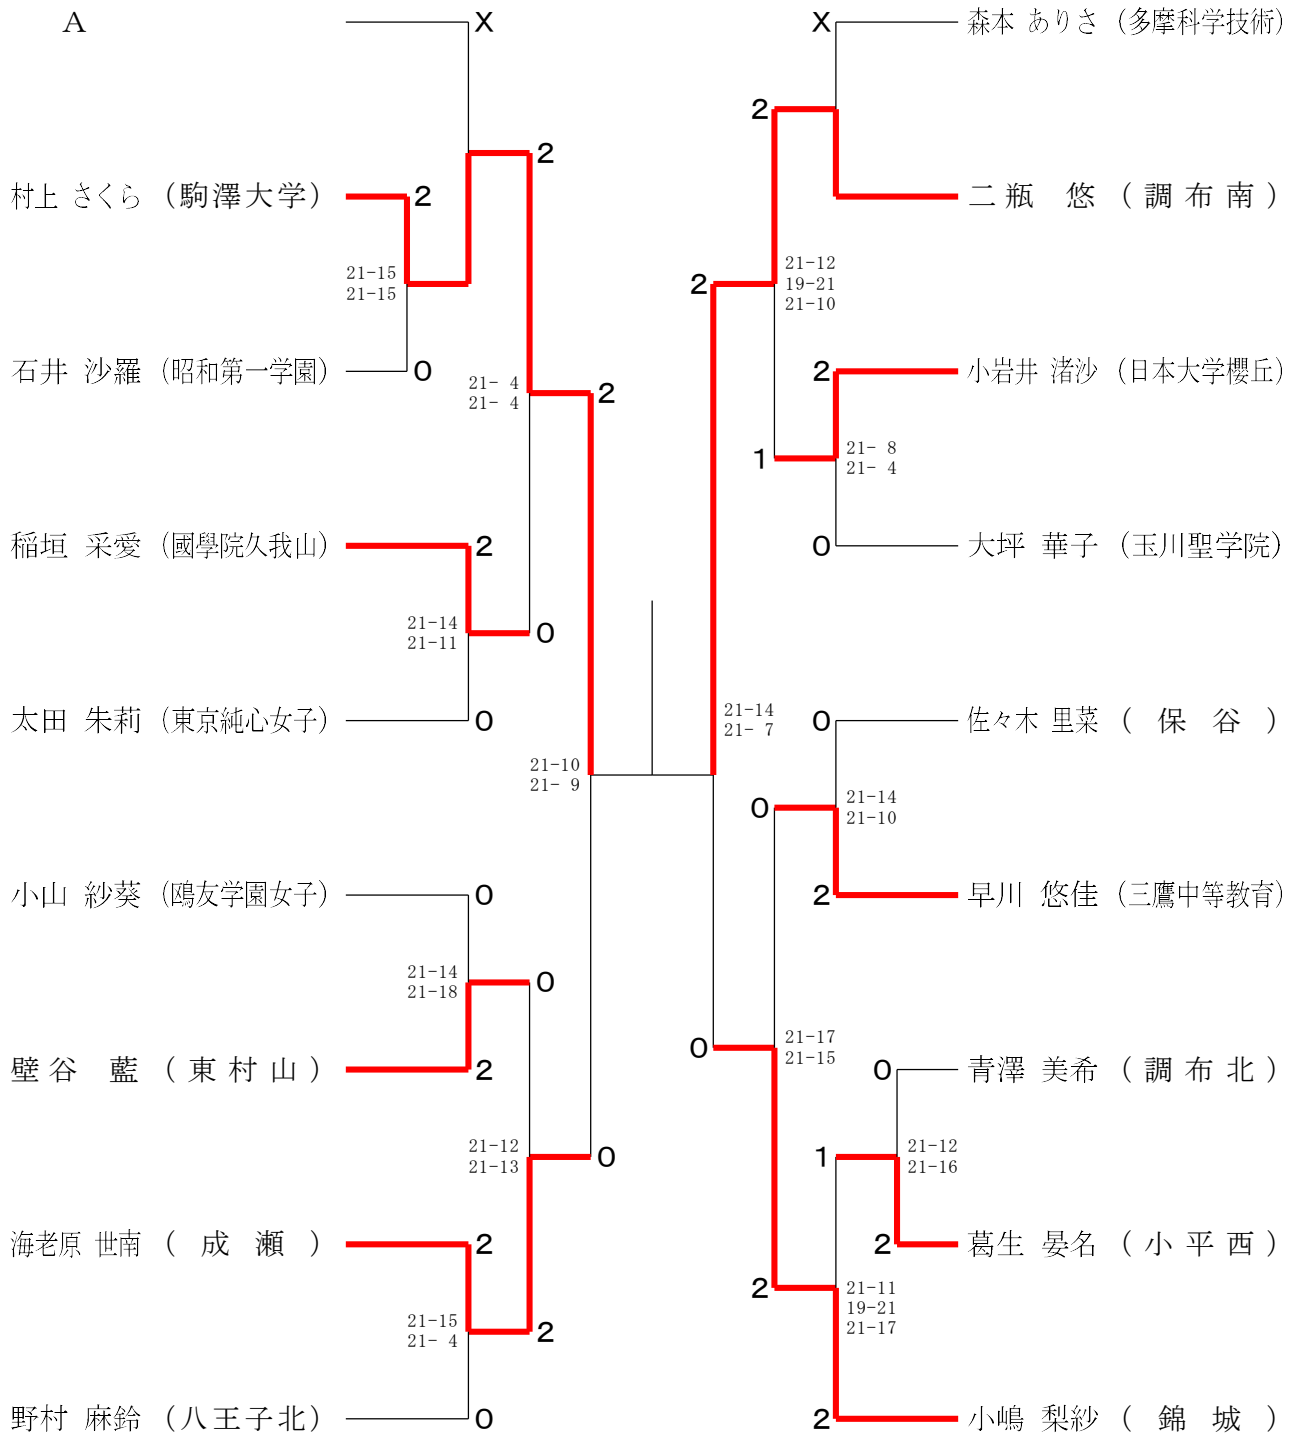 A
X
2
村上 さくら (駒澤大学)
2
21-15
21-15
石井 沙羅 (昭和第一学園)
0
21- 4
21- 4
2
稲垣 采愛 (國學院久我山)
2
21-14
21-11
0
太田 朱莉 (東京純心女子)
0
21-10
21- 9
小山 紗葵 (鴎友学園女子)
0
21-14
21-18
0
壁谷 藍 (東村山)
2
21-12
21-13
0
海老原 世南 (成瀬)
2
21-15
21- 4
2
野村 麻鈴 (八王子北)
0
X
森本 ありさ (多摩科学技術)
2
二瓶 悠 (調布南)
2
21-12
19-21
21-10
2
小岩井 渚沙 (日本大学櫻丘)
1
21- 8
21- 4
0
大坪 華子 (玉川聖学院)
21-14
21- 7
0
佐々木 里菜 (保谷)
0
21-14
21-10
2
早川 悠佳 (三鷹中等教育)
0
21-17
21-15
0
青澤 美希 (調布北)
1
21-12
21-16
2
葛生 晏名 (小平西)
2
21-11
19-21
21-17
2
小嶋 梨紗 (錦城)